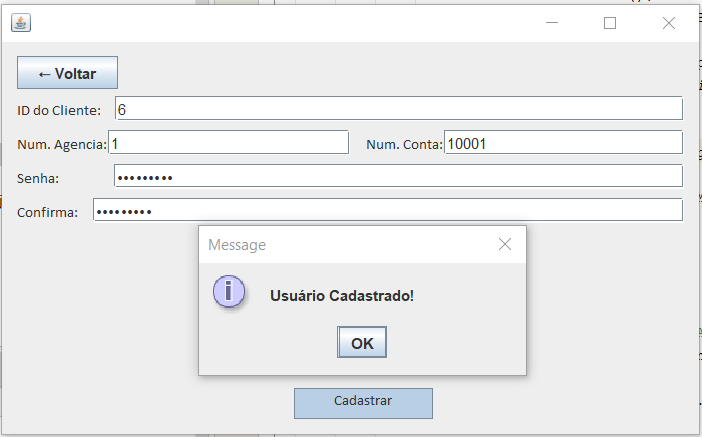 ← Voltar
ID do Cliente: 6
Num. Agencia: 1 Num. Conta: 10001
Senha: •••••••••
Confirma: •••••••••
Message
i
Usuário Cadastrado!
OK
Cadastrar